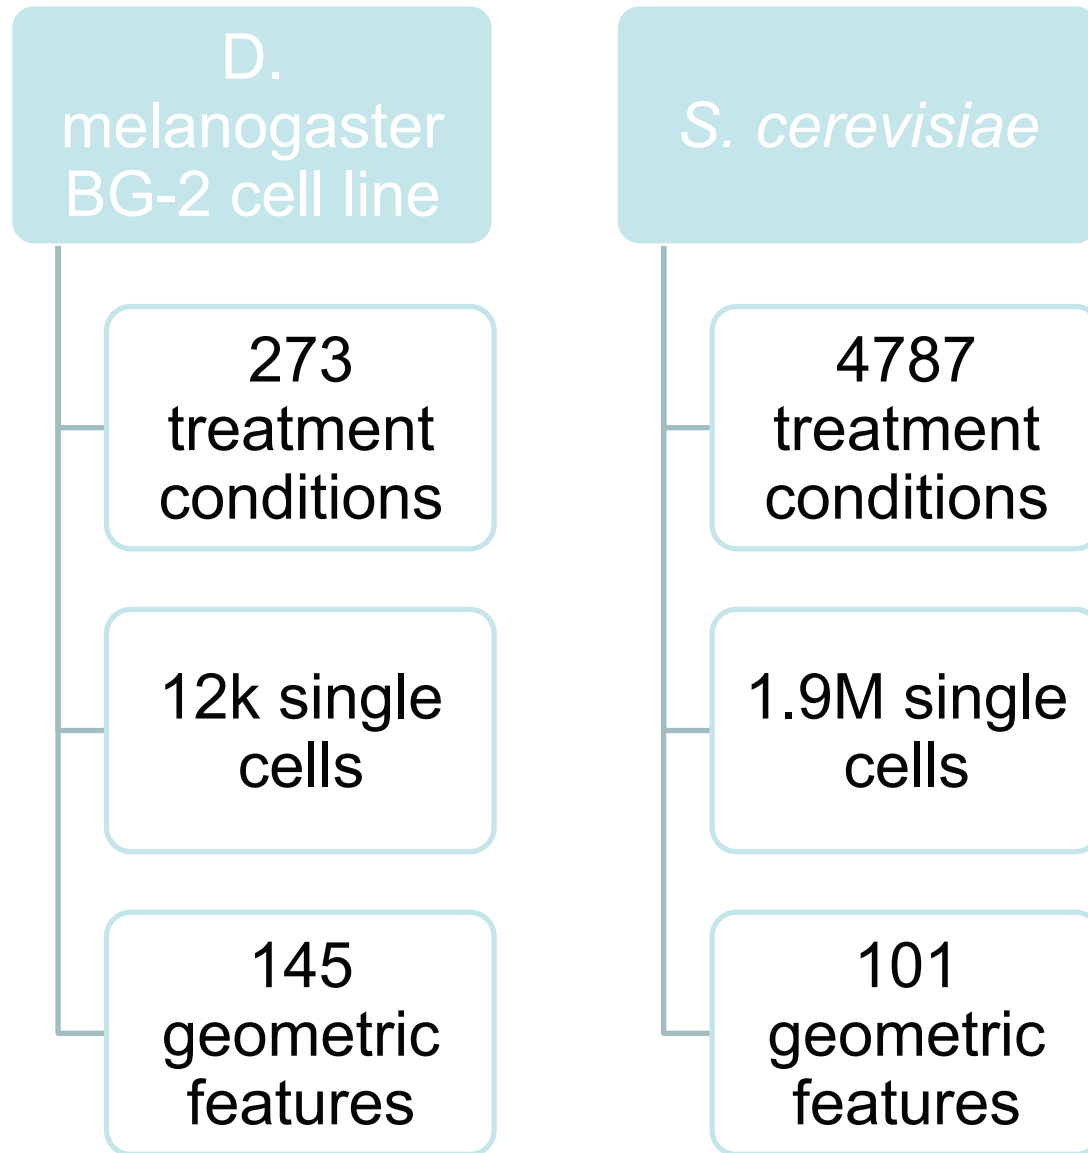 D.
melanogaster
BG-2 cell line
273
treatment
conditions
12k single
cells
145
geometric
features
S. cerevisiae
4787
treatment
conditions
1.9M single
cells
101
geometric
features